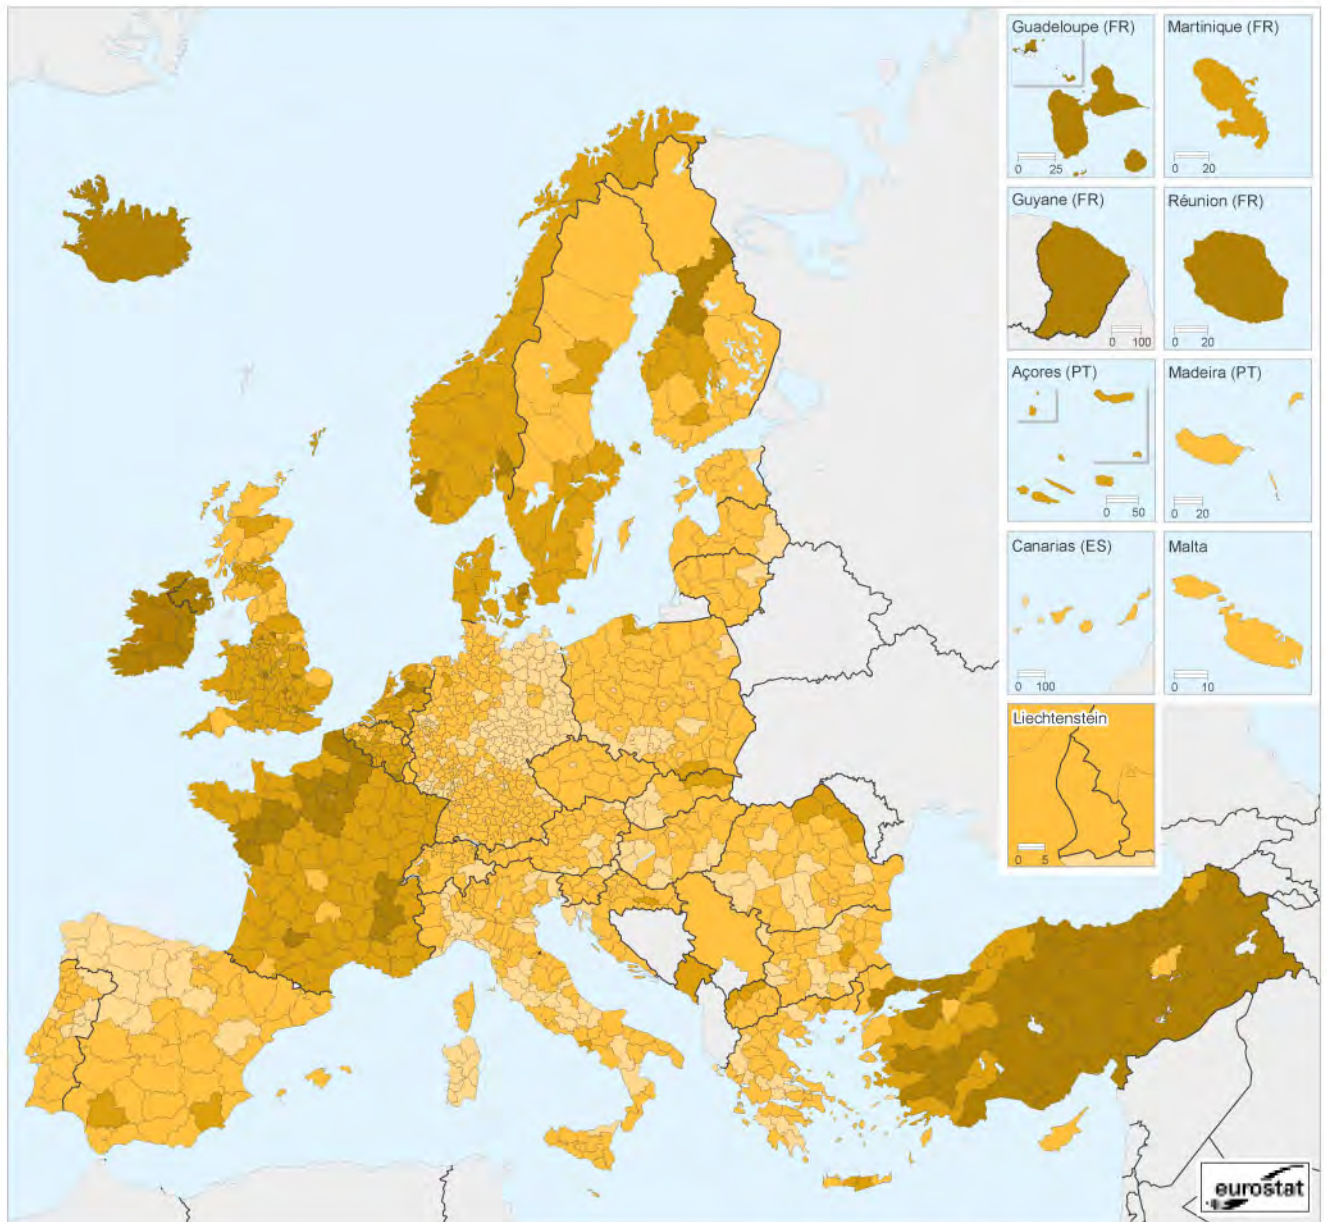 Guadeloupe (FR)
0 25
Martinique (FR)
0 20
Guyane (FR)
0 100
Réunion (FR)
0 20
Açores (PT)
0 50
Madeira (PT)
0 20
Canarias (ES)
0 100
Malta
0 10
Liechtenstein
0 5
eurostat